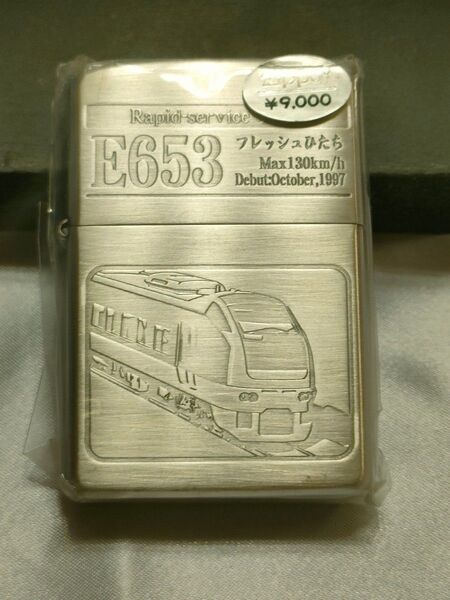 Zippo
¥9,000
Rapid service
E653
フレッシュひたち
Max130km/h
Debut:October,1997